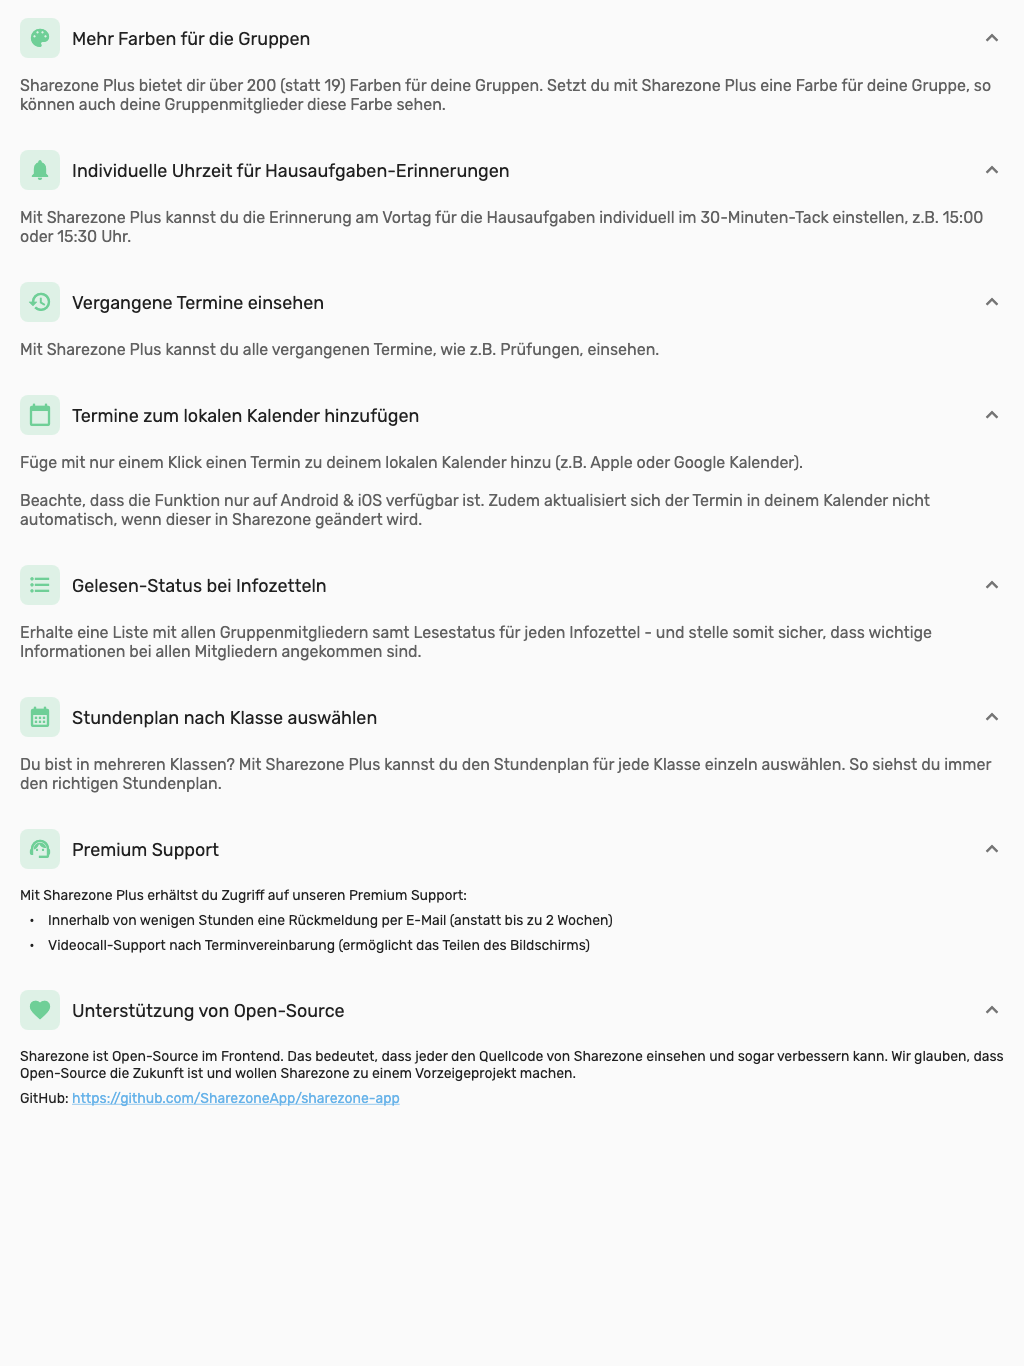 Mehr Farben für die Gruppen
Sharezone Plus bietet dir über 200 (statt 19) Farben für deine Gruppen. Setzt du mit Sharezone Plus eine Farbe für deine Gruppe, so
können auch deine Gruppenmitglieder diese Farbe sehen.
Individuelle Uhrzeit für Hausaufgaben-Erinnerungen
Mit Sharezone Plus kannst du die Erinnerung am Vortag für die Hausaufgaben individuell im 30-Minuten-Tack einstellen, z.B. 15:00
oder 15:30 Uhr.
Vergangene Termine einsehen
Mit Sharezone Plus kannst du alle vergangenen Termine, wie z.B. Prüfungen, einsehen.
Termine zum lokalen Kalender hinzufügen
Füge mit nur einem Klick einen Termin zu deinem lokalen Kalender hinzu (z.B. Apple oder Google Kalender).
Beachte, dass die Funktion nur auf Android & iOS verfügbar ist. Zudem aktualisiert sich der Termin in deinem Kalender nicht
automatisch, wenn dieser in Sharezone geändert wird.
Gelesen-Status bei Infozetteln
Erhalte eine Liste mit allen Gruppenmitgliedern samt Lesestatus für jeden Infozettel - und stelle somit sicher, dass wichtige
Informationen bei allen Mitgliedern angekommen sind.
Stundenplan nach Klasse auswählen
Du bist in mehreren Klassen? Mit Sharezone Plus kannst du den Stundenplan für jede Klasse einzeln auswählen. So siehst du immer
den richtigen Stundenplan.
Premium Support
Mit Sharezone Plus erhältst du Zugriff auf unseren Premium Support:
• Innerhalb von wenigen Stunden eine Rückmeldung per E-Mail (anstatt bis zu 2 Wochen)
• Videocall-Support nach Terminvereinbarung (ermöglicht das Teilen des Bildschirms)
Unterstützung von Open-Source
Sharezone ist Open-Source im Frontend. Das bedeutet, dass jeder den Quellcode von Sharezone einsehen und sogar verbessern kann. Wir glauben, dass
Open-Source die Zukunft ist und wollen Sharezone zu einem Vorzeigeprojekt machen.
GitHub: https://github.com/SharezoneApp/sharezone-app